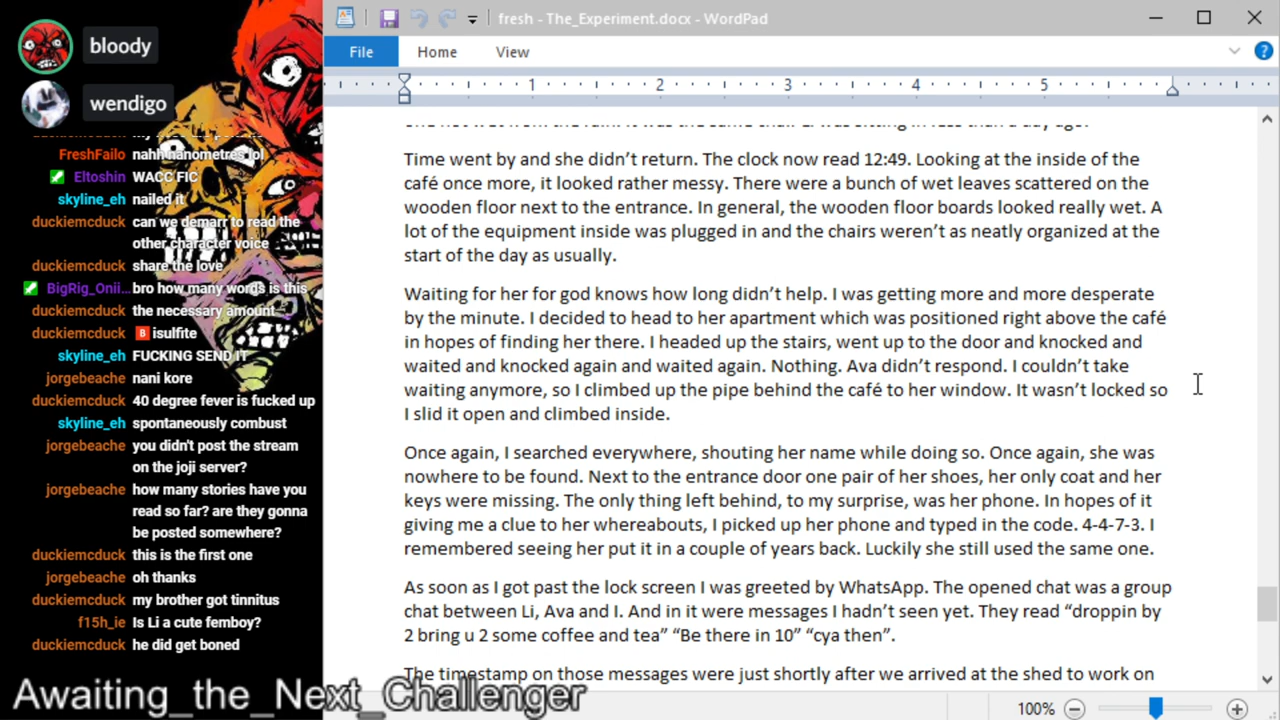 bloody
wendigo
FreshFailo nahh nanometres lol
Eltoshin WACC FIC
skyline_eh nailed it
duckiemcduck can we demarr to read the
other character voice
duckiemcduck share the love
BigRig_Onii... bro how many words is this
duckiemcduck the necessary amount
duckiemcduck B isulfite
skyline_eh FUCKING SEND IT
jorgebeache nani kore
duckiemcduck 40 degree fever is fucked up
skyline_eh spontaneously combust
jorgebeache you didn't post the stream
on the joji server?
jorgebeache how many stories have you
read so far? are they gonna
be posted somewhere?
duckiemcduck this is the first one
jorgebeache oh thanks
duckiemcduck my brother got tinnitus
f15h_ie Is Li a cute femboy?
duckiemcduck he did get boned
Awaiting_the_Next_Challenger
fresh - The_Experiment.docx - WordPad
File Home View
1 2 3 4 5
Time went by and she didn't return. The clock now read 12:49. Looking at the inside of the
café once more, it looked rather messy. There were a bunch of wet leaves scattered on the
wooden floor next to the entrance. In general, the wooden floor boards looked really wet. A
lot of the equipment inside was plugged in and the chairs weren't as neatly organized at the
start of the day as usually.
Waiting for her for god knows how long didn't help. I was getting more and more desperate
by the minute. I decided to head to her apartment which was positioned right above the café
in hopes of finding her there. I headed up the stairs, went up to the door and knocked and
waited and knocked again and waited again. Nothing. Ava didn't respond. I couldn't take
waiting anymore, so I climbed up the pipe behind the café to her window. It wasn't locked so
I slid it open and climbed inside.
Once again, I searched everywhere, shouting her name while doing so. Once again, she was
nowhere to be found. Next to the entrance door one pair of her shoes, her only coat and her
keys were missing. The only thing left behind, to my surprise, was her phone. In hopes of it
giving me a clue to her whereabouts, I picked up her phone and typed in the code. 4-4-7-3. I
remembered seeing her put it in a couple of years back. Luckily she still used the same one.
As soon as I got past the lock screen I was greeted by WhatsApp. The opened chat was a group
chat between Li, Ava and I. And in it were messages I hadn't seen yet. They read “droppin by
2 bring u 2 some coffee and tea” “Be there in 10” “cya then”.
The timestamp on those messages were just shortly after we arrived at the shed to work on
100%